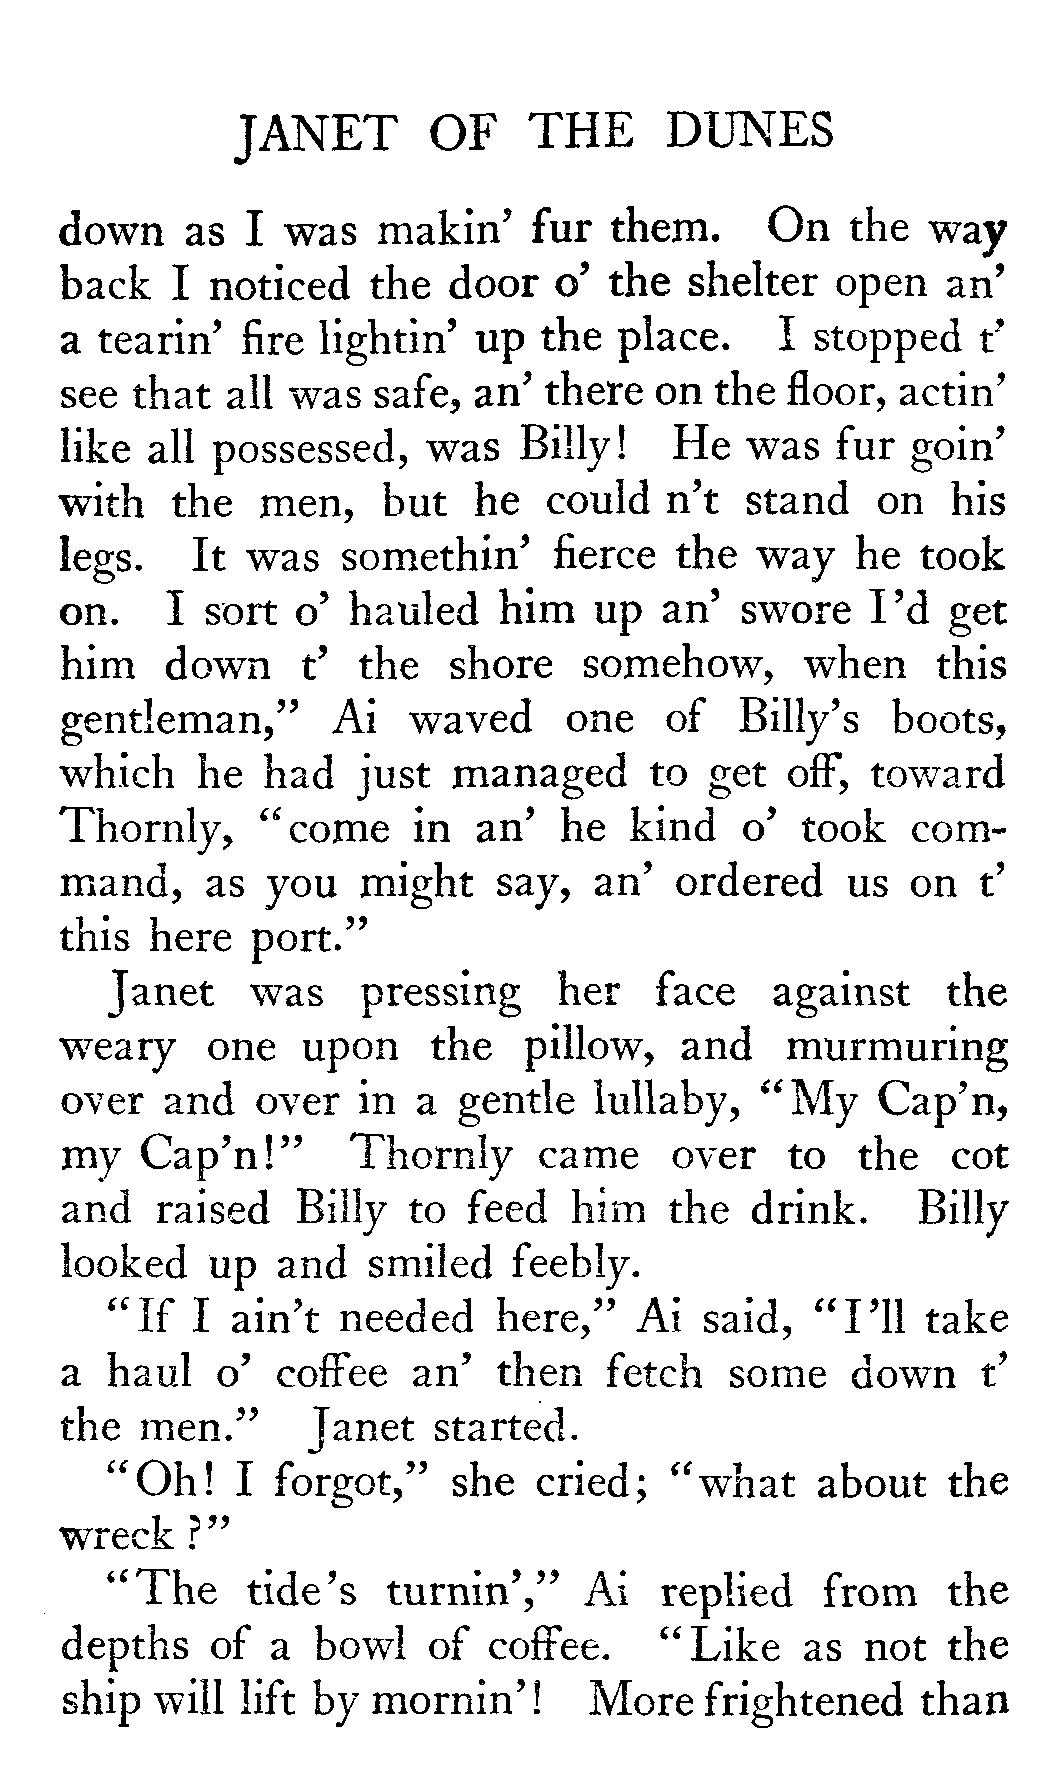 JANET OF THE DUNES
down as I was makin' fur them. On the way
back I noticed the door o' the shelter open an'
a tearin' fire lightin' up the place. I stopped t'
see that all was safe, an' there on the floor, actin'
like all possessed, was Billy! He was fur goin'
with the men, but he could n't stand on his
legs. It was somethin' fierce the way he took
on. I sort o' hauled him up an' swore I 'd get
him down t' the shore somehow, when this
gentleman," Ai waved one of Billy's boots,
which he had just managed to get off, toward
Thornly, "come in an' he kind o' took com-
mand, as you might say, an' ordered us on t'
this here port."
Janet was pressing her face against the
weary one upon the pillow, and murmuring
over and over in a gentle lullaby, "My Cap'n,
my Cap'n!" Thornly came over to the cot
and raised Billy to feed him the drink. Billy
looked up and smiled feebly.
"If I ain't needed here," Ai said, "I 'll take
a haul o' coffee an' then fetch some down t'
the men." Janet started.
"Oh! I forgot," she cried; "what about the
wreck?"
"The tide 's turnin'," Ai replied from the
depths of a bowl of coffee. "Like as not the
ship will lift by mornin'! More frightened than